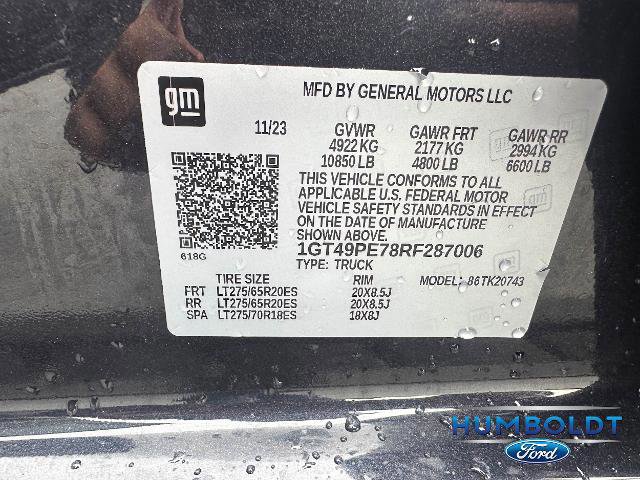 gm
MFD BY GENERAL MOTORS LLC
11/23 GVWR GAWR FRT GAWR RR
4922 KG 2177 KG 2994 KG
10850 LB 4800 LB 6600 LB
THIS VEHICLE CONFORMS TO ALL
APPLICABLE U.S. FEDERAL MOTOR
VEHICLE SAFETY STANDARDS IN EFFECT
ON THE DATE OF MANUFACTURE
SHOWN ABOVE.
618G
1GT49PE78RF287006
TYPE: TRUCK
TIRE SIZE RIM MODEL: 86TK20743
FRT LT275/65R20ES 20X8.5J
RR LT275/65R20ES 20X8.5J
SPA LT275/70R18ES 18X8J
HUMBOLDT
Ford